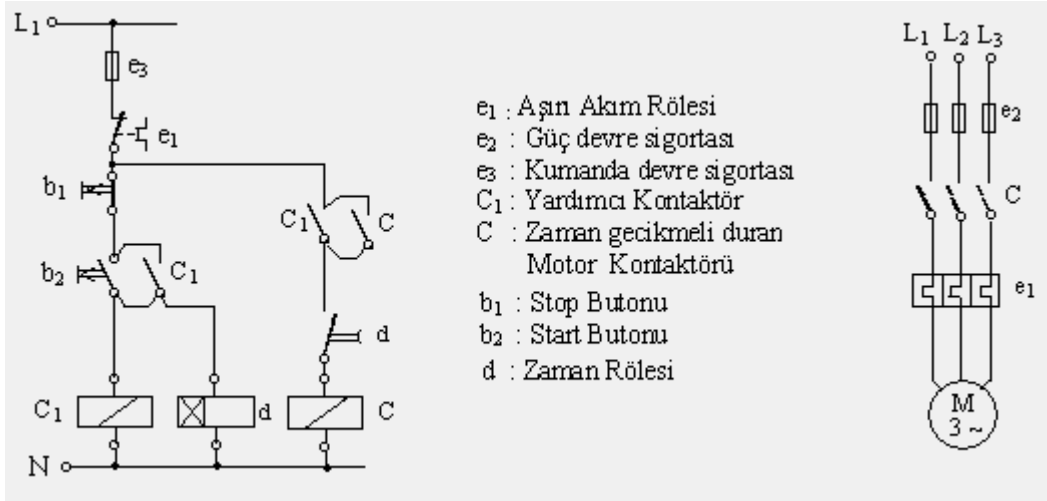 L1
e3
e1
b1
C1
C
b2
C1
d
C1
d
C
N
e1 : Aşırı Akım Rölesi
e2 : Güç devre sigortası
e3 : Kumanda devre sigortası
C1 : Yardımcı Kontaktör
C : Zaman gecikmeli duran
Motor Kontaktörü
b1 : Stop Butonu
b2 : Start Butonu
d : Zaman Rölesi
L1 L2 L3
e2
C
e1
M
3 ~